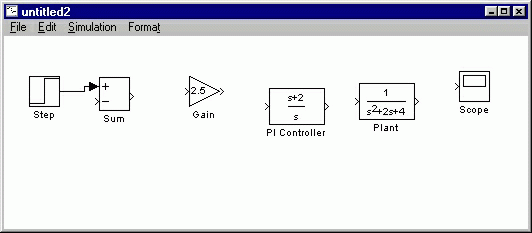 untitled2
File Edit Simulation Format
Step
+
−
Sum
2.5
Gain
s+2
s
PI Controller
1
s²+2s+4
Plant
Scope